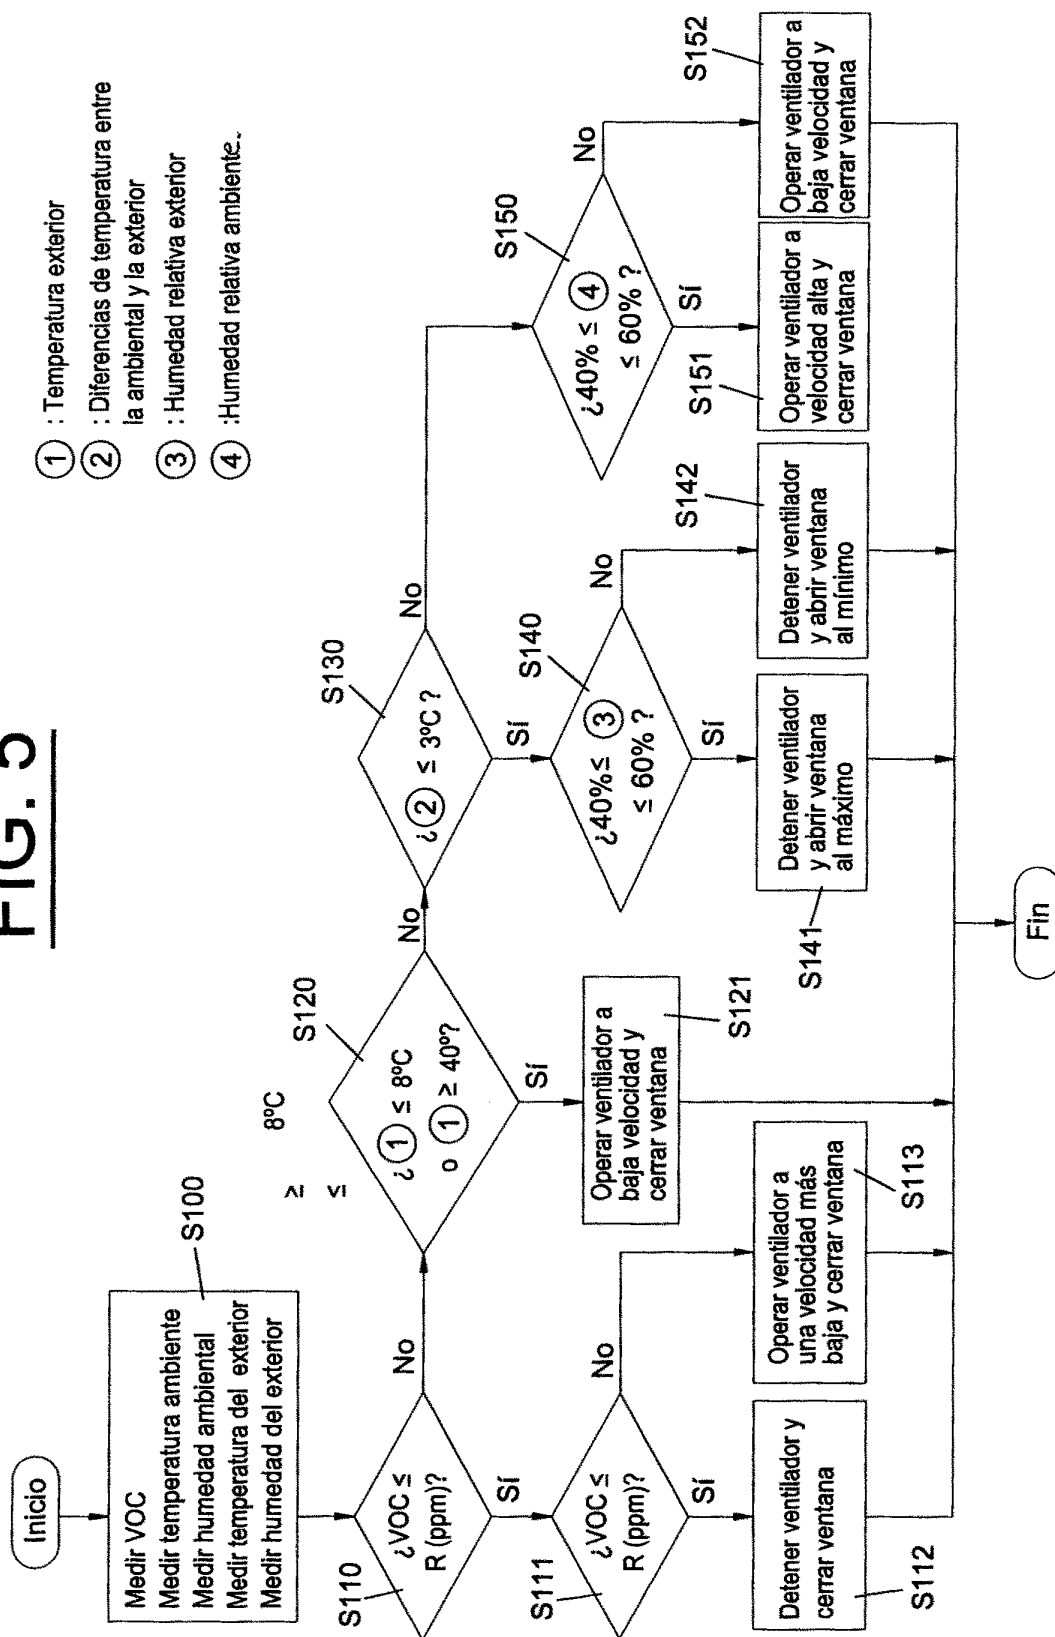 FIG. 5
① : Temperatura exterior
② : Diferencias de temperatura entre
la ambiental y la exterior
③ : Humedad relativa exterior
④ :Humedad relativa ambiente.
Inicio
Medir VOC
Medir temperatura ambiente
Medir humedad ambiental
Medir temperatura del exterior
Medir humedad del exterior
S100
¿VOC ≤
R (ppm)?
S110
No
Sí
¿VOC ≤
R (ppm)?
S111
No
Sí
Detener ventilador y
cerrar ventana
S112
Operar ventilador a
una velocidad más
baja y cerrar ventana
S113
8ºC
≥ ≤
¿① ≤ 8ºC
o ① ≥ 40º?
S120
No
Sí
Operar ventilador a
baja velocidad y
cerrar ventana
S121
¿② ≤ 3ºC ?
S130
No
Sí
¿40%≤ ③
≤ 60% ?
S140
No
Sí
Detener ventilador
y abrir ventana
al máximo
S141
Detener ventilador
y abrir ventana
al mínimo
S142
¿40% ≤ ④
≤ 60% ?
S150
No
Sí
Operar ventilador a
velocidad alta y
cerrar ventana
S151
Operar ventilador a
baja velocidad y
cerrar ventana
S152
Fin